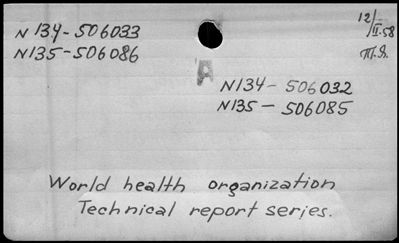 N 134-506033
N135-506086
12/II.58
A
N134-506032
N135-506085
World health organization
Technical report series.